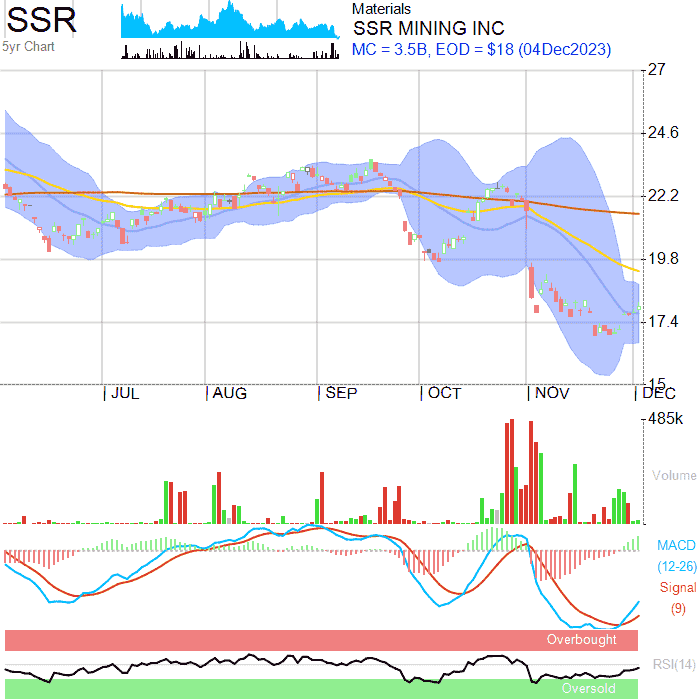 SSR
5yr Chart
Materials
SSR MINING INC
MC = 3.5B, EOD = $18 (04Dec2023)
27
24.6
22.2
19.8
17.4
15
JUL
AUG
SEP
OCT
NOV
DEC
485k
Volume
MACD
(12-26)
Signal
(9)
Overbought
RSI(14)
Oversold